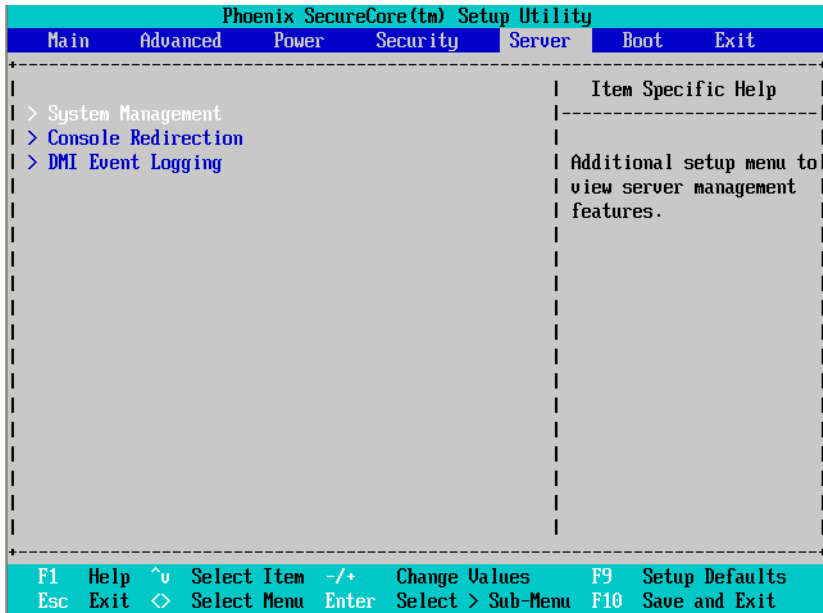 Phoenix SecureCore(tm) Setup Utility
Main Advanced Power Security Server Boot Exit
Item Specific Help
> System Management
> Console Redirection
> DMI Event Logging
Additional setup menu to
view server management
features.
F1 Help ^v Select Item -/+ Change Values F9 Setup Defaults
Esc Exit <> Select Menu Enter Select > Sub-Menu F10 Save and Exit